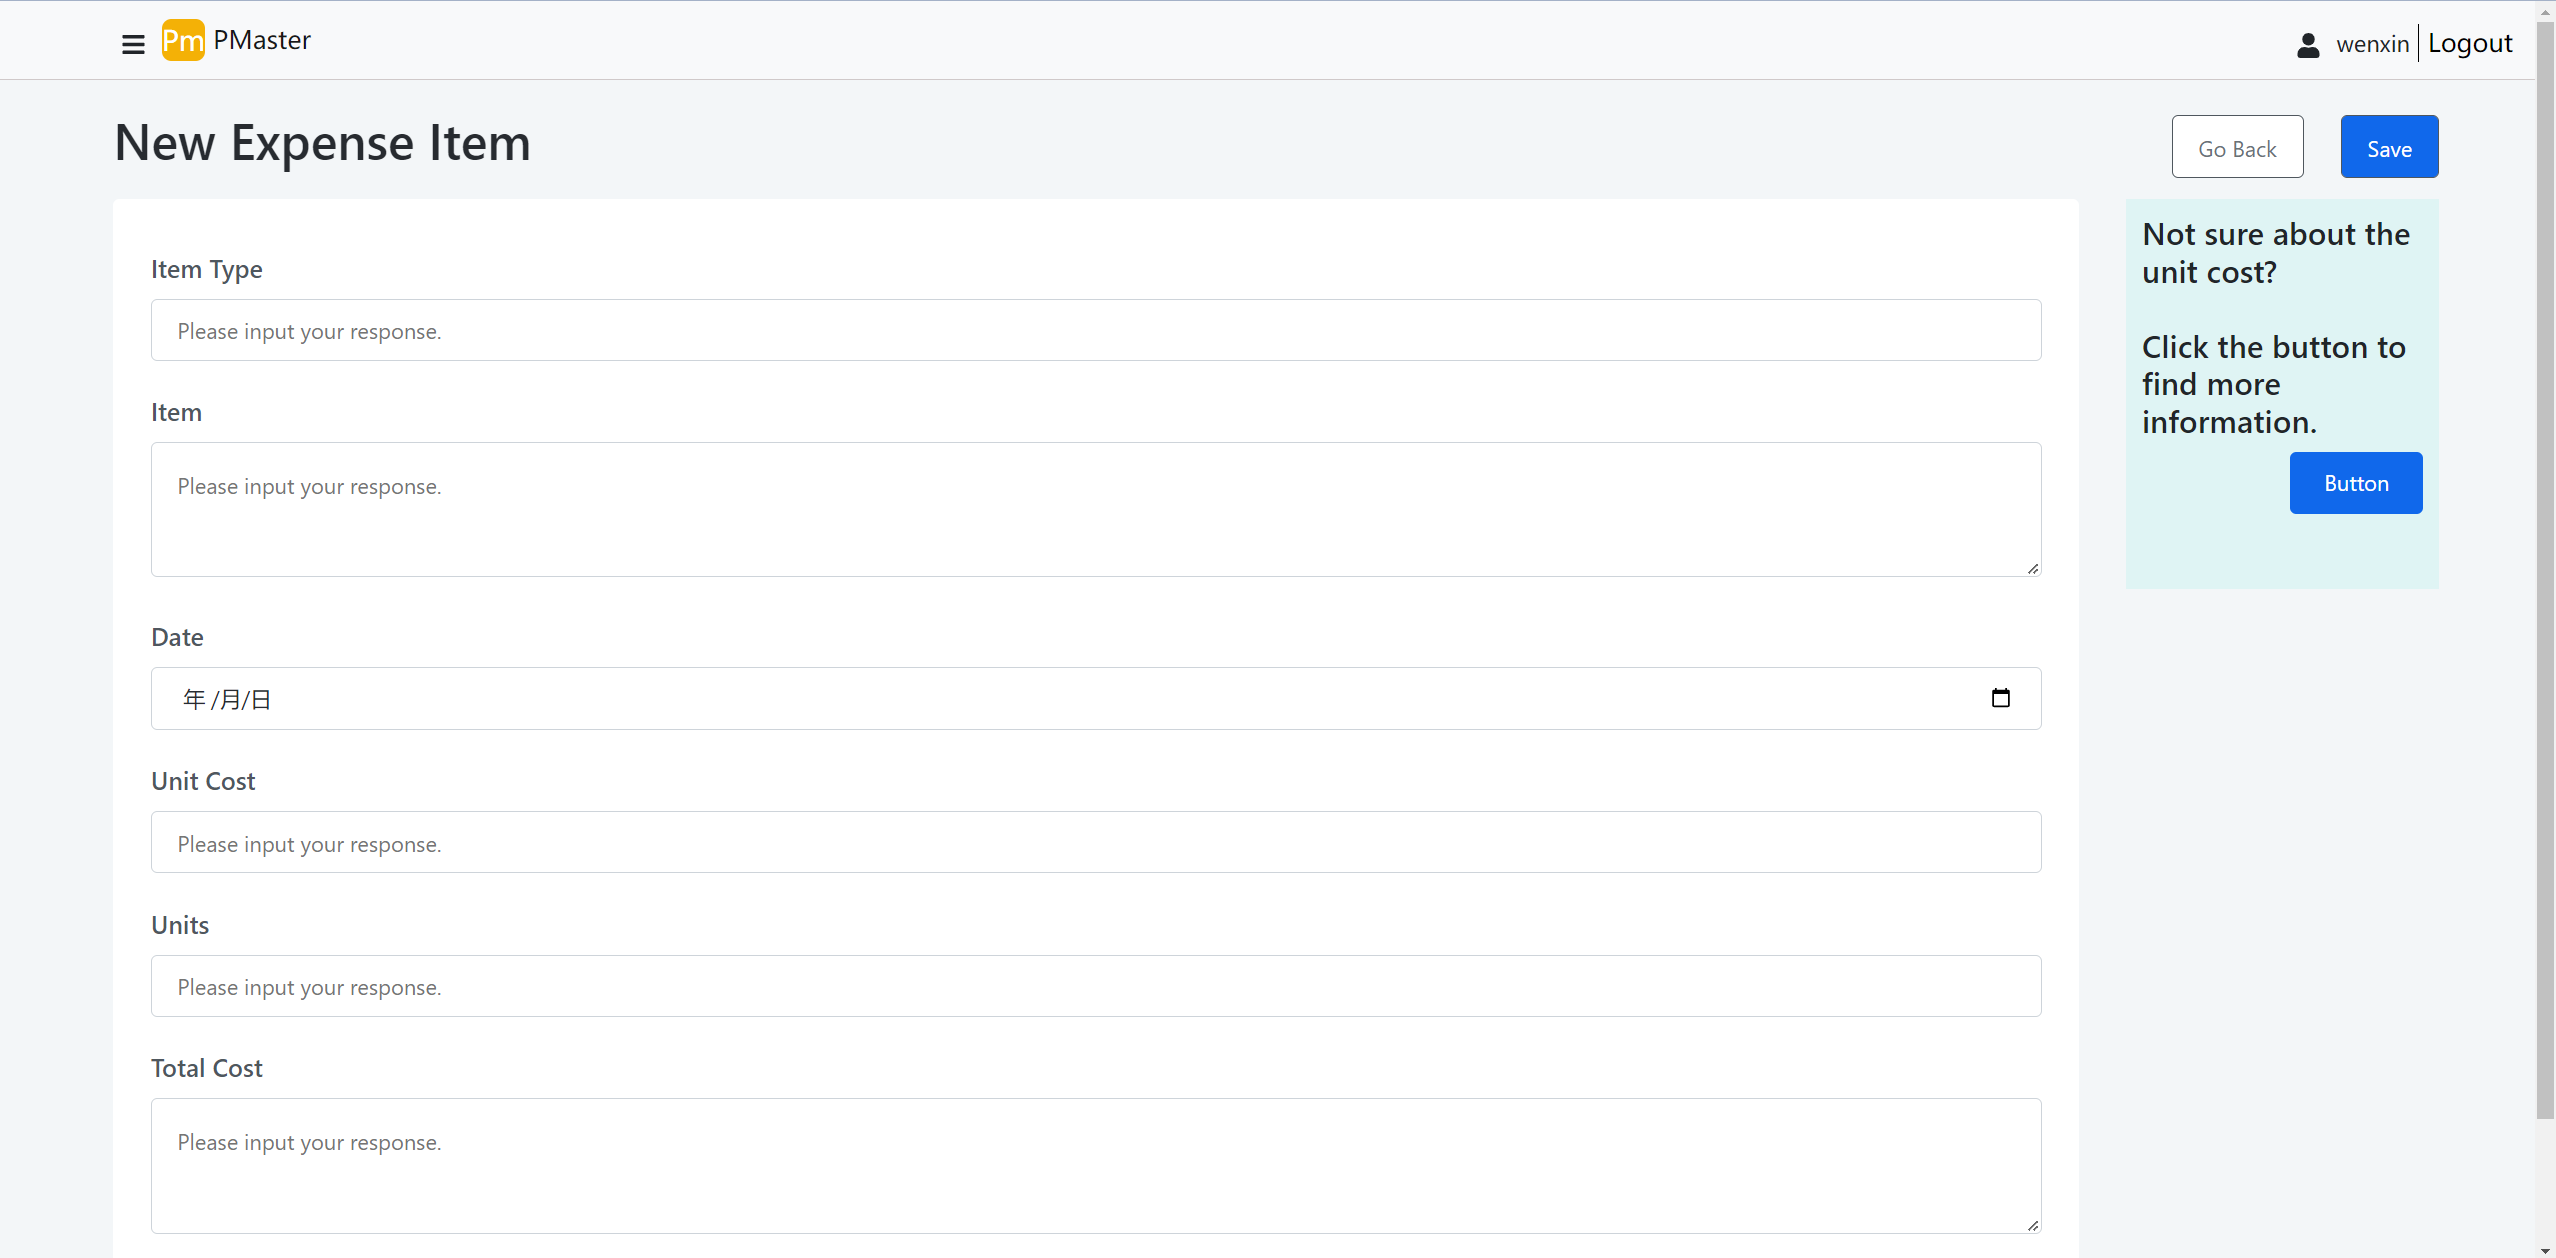 Pm PMaster
wenxin Logout
New Expense Item
Go Back
Save
Item Type
Please input your response.
Item
Please input your response.
Date
年 /月/日
Unit Cost
Please input your response.
Units
Please input your response.
Total Cost
Please input your response.
Not sure about the
unit cost?
Click the button to
find more
information.
Button